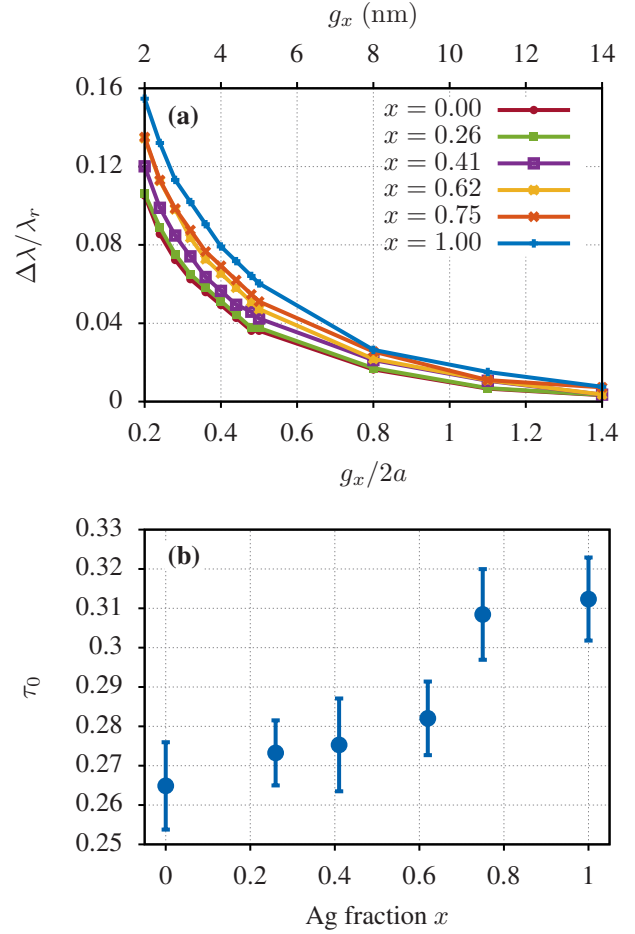 g_x (nm)
2 4 6 8 10 12 14
(a)
x = 0.00
x = 0.26
x = 0.41
x = 0.62
x = 0.75
x = 1.00
Δλ/λ_r
0.16
0.12
0.08
0.04
0
0.2 0.4 0.6 0.8 1 1.2 1.4
g_x/2a
(b)
τ_0
0.33
0.32
0.31
0.3
0.29
0.28
0.27
0.26
0.25
0 0.2 0.4 0.6 0.8 1
Ag fraction x